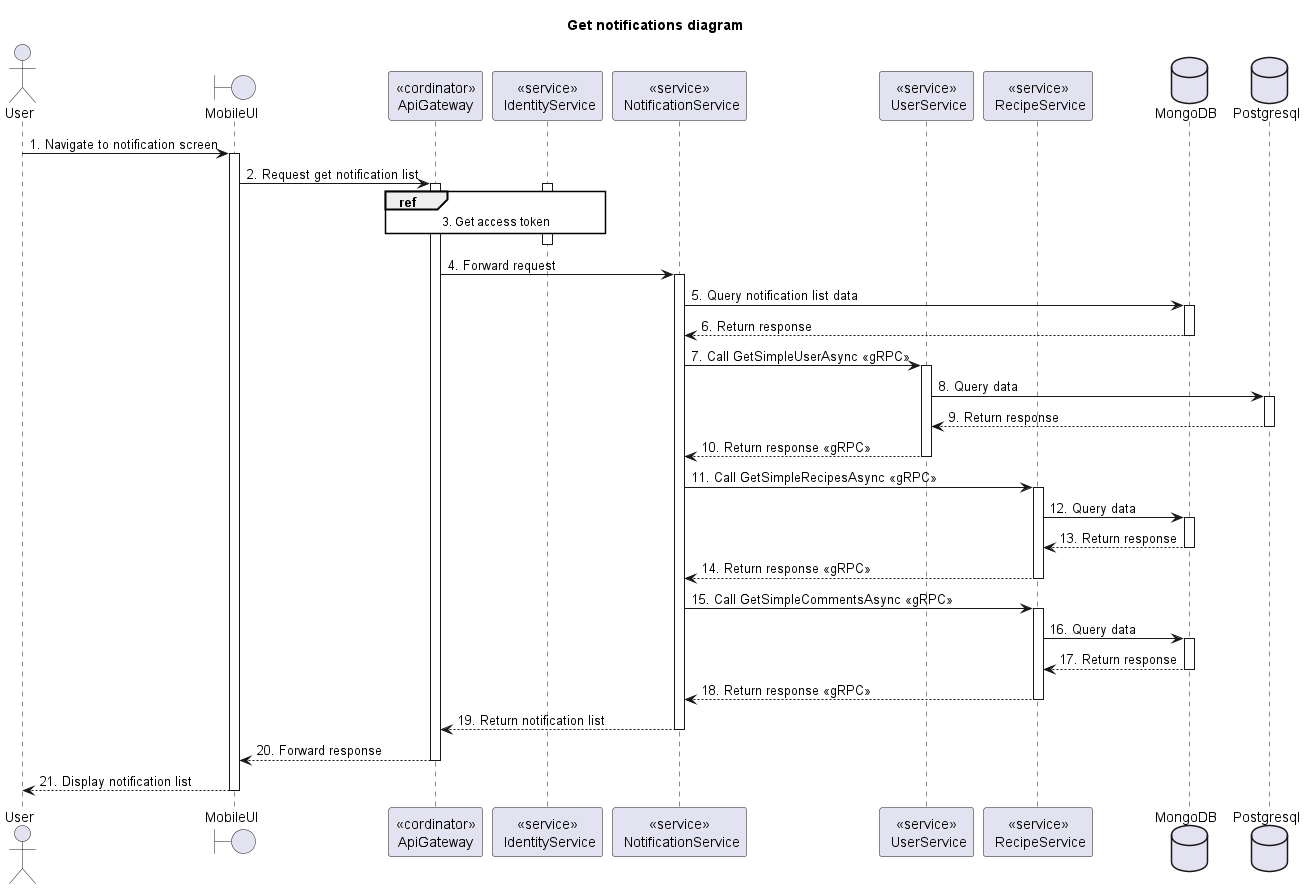 Get notifications diagram
User
MobileUI
«cordinator»
ApiGateway
«service»
IdentityService
«service»
NotificationService
«service»
UserService
«service»
RecipeService
MongoDB
Postgresql
1. Navigate to notification screen
2. Request get notification list
ref
3. Get access token
4. Forward request
5. Query notification list data
6. Return response
7. Call GetSimpleUserAsync «gRPC»
8. Query data
9. Return response
10. Return response «gRPC»
11. Call GetSimpleRecipesAsync «gRPC»
12. Query data
13. Return response
14. Return response «gRPC»
15. Call GetSimpleCommentsAsync «gRPC»
16. Query data
17. Return response
18. Return response «gRPC»
19. Return notification list
20. Forward response
21. Display notification list
User
MobileUI
«cordinator»
ApiGateway
«service»
IdentityService
«service»
NotificationService
«service»
UserService
«service»
RecipeService
MongoDB
Postgresql